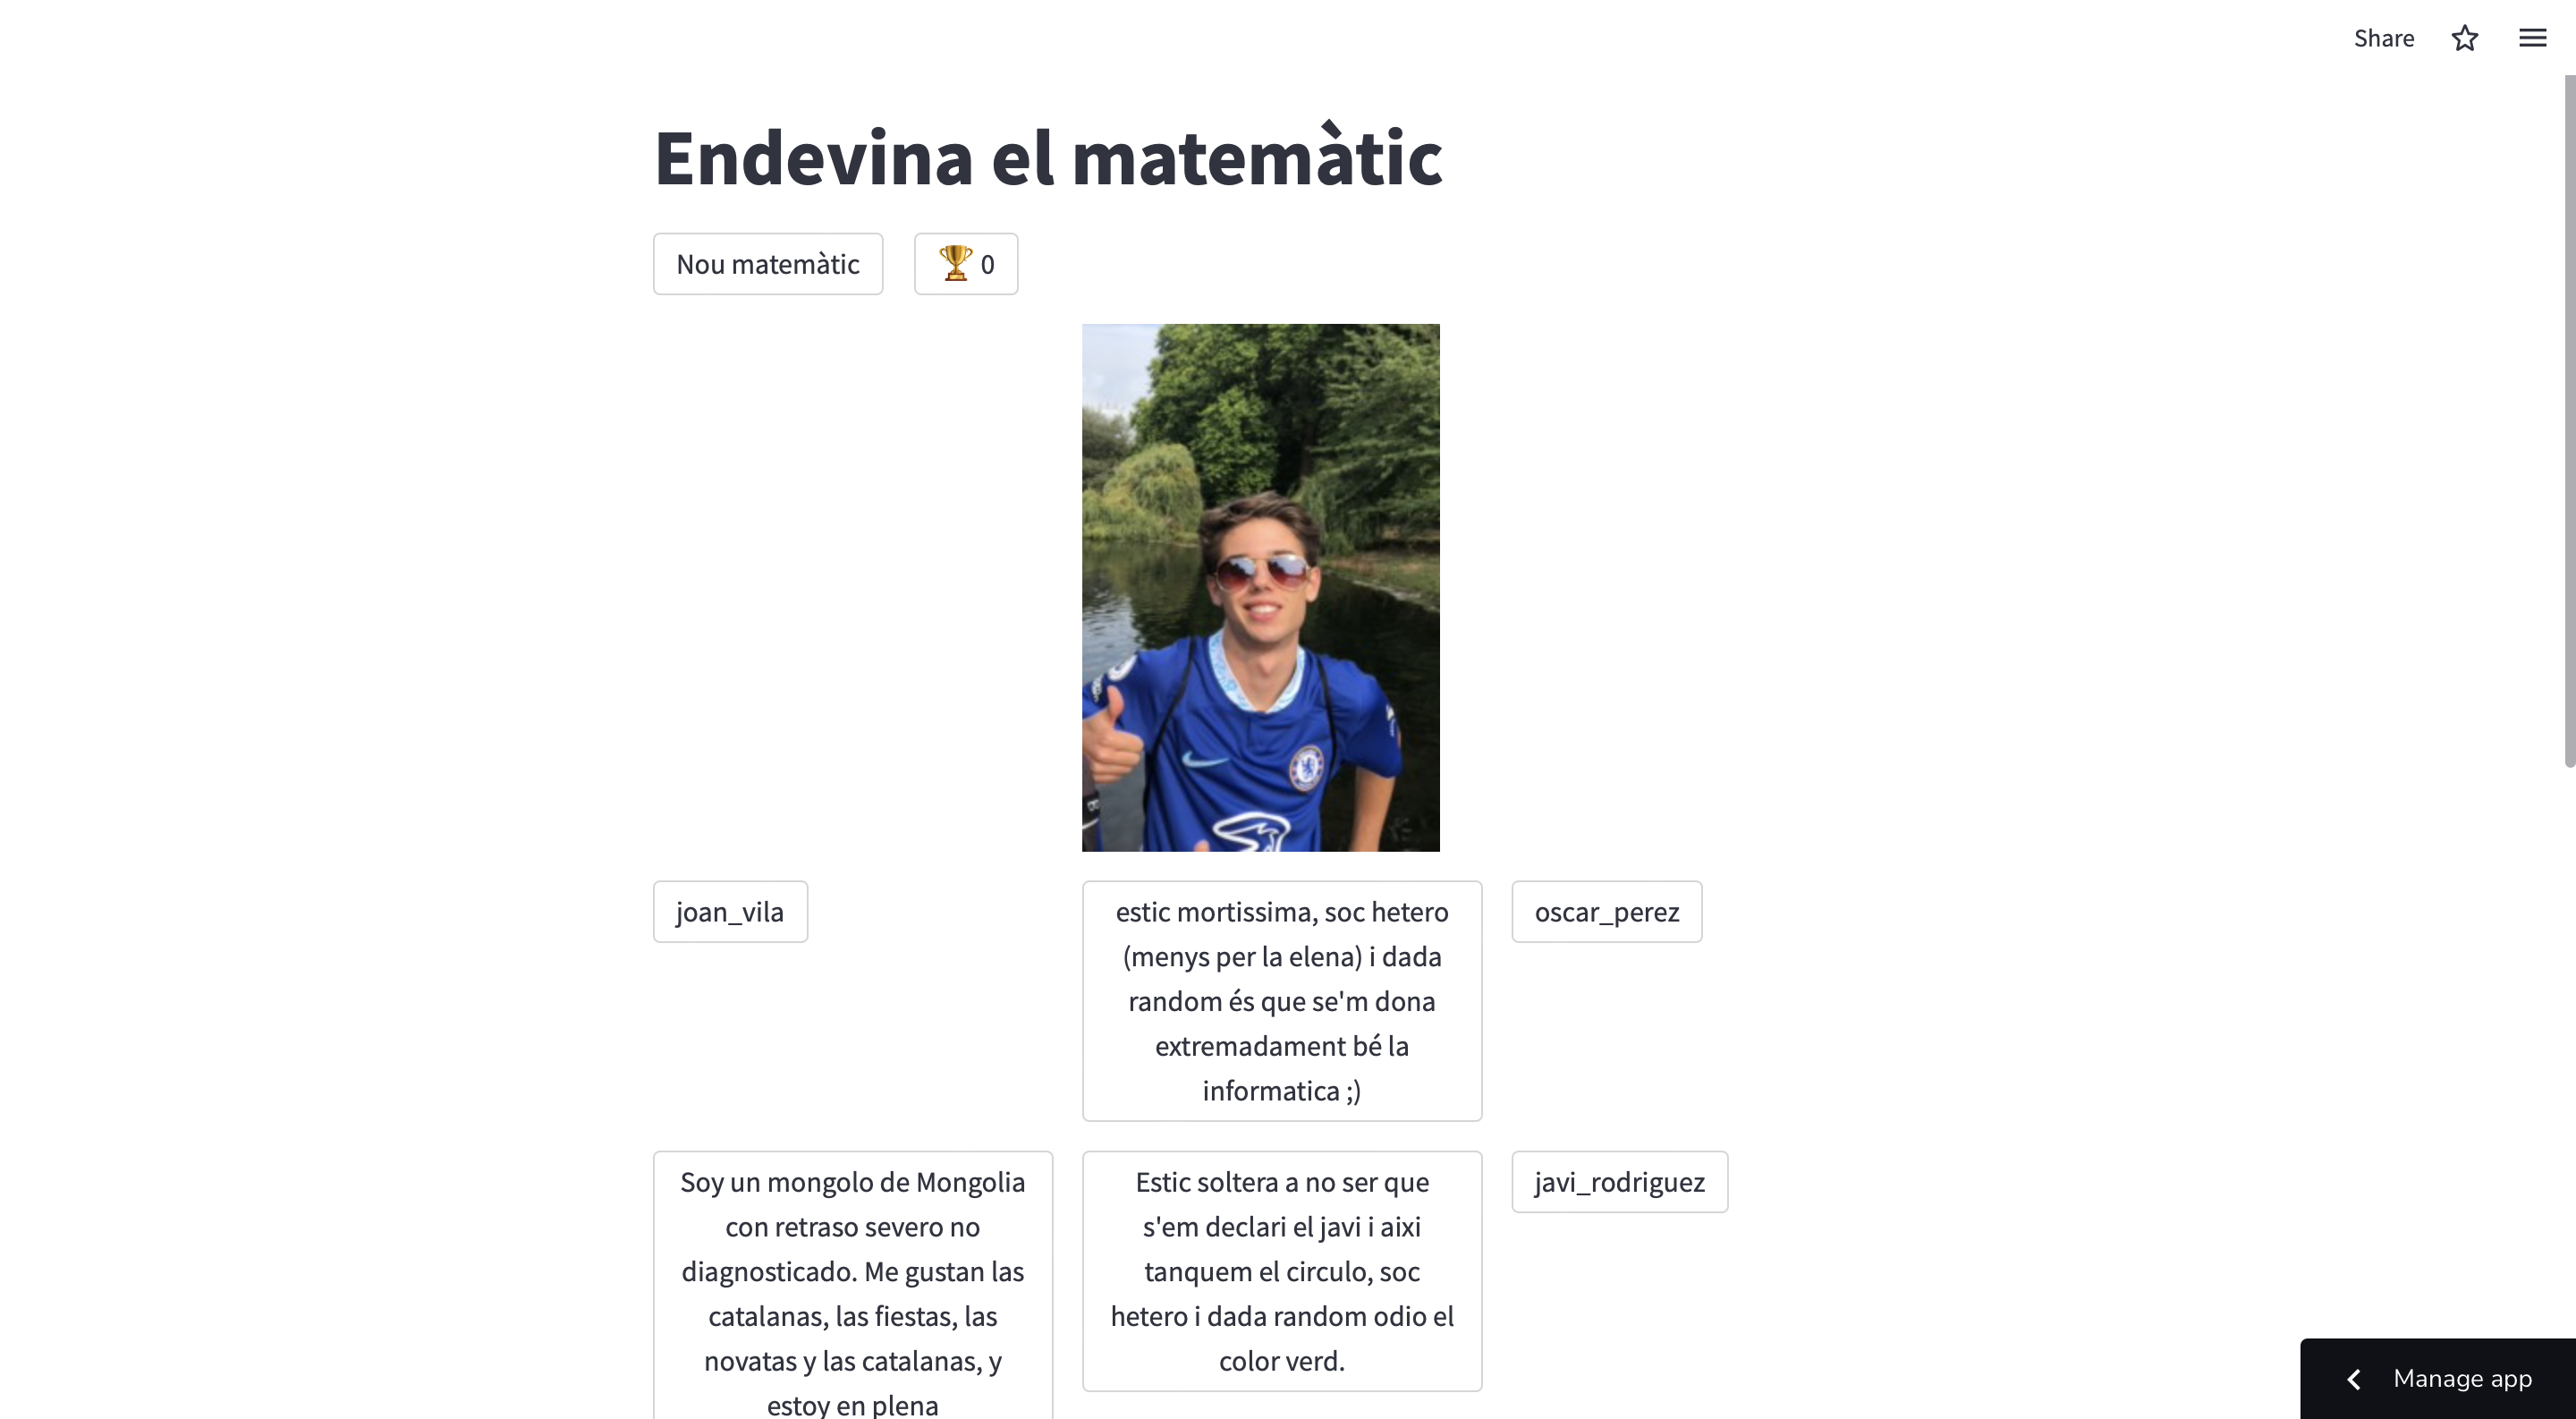 Share
Endevina el matemàtic
Nou matemàtic
🏆 0
joan_vila
estic mortissima, soc hetero
(menys per la elena) i dada
random és que se'm dona
extremadament bé la
informatica ;)
oscar_perez
Soy un mongolo de Mongolia
con retraso severo no
diagnosticado. Me gustan las
catalanas, las fiestas, las
novatas y las catalanas, y
estoy en plena
Estic soltera a no ser que
s'em declari el javi i aixi
tanquem el circulo, soc
hetero i dada random odio el
color verd.
javi_rodriguez
Manage app